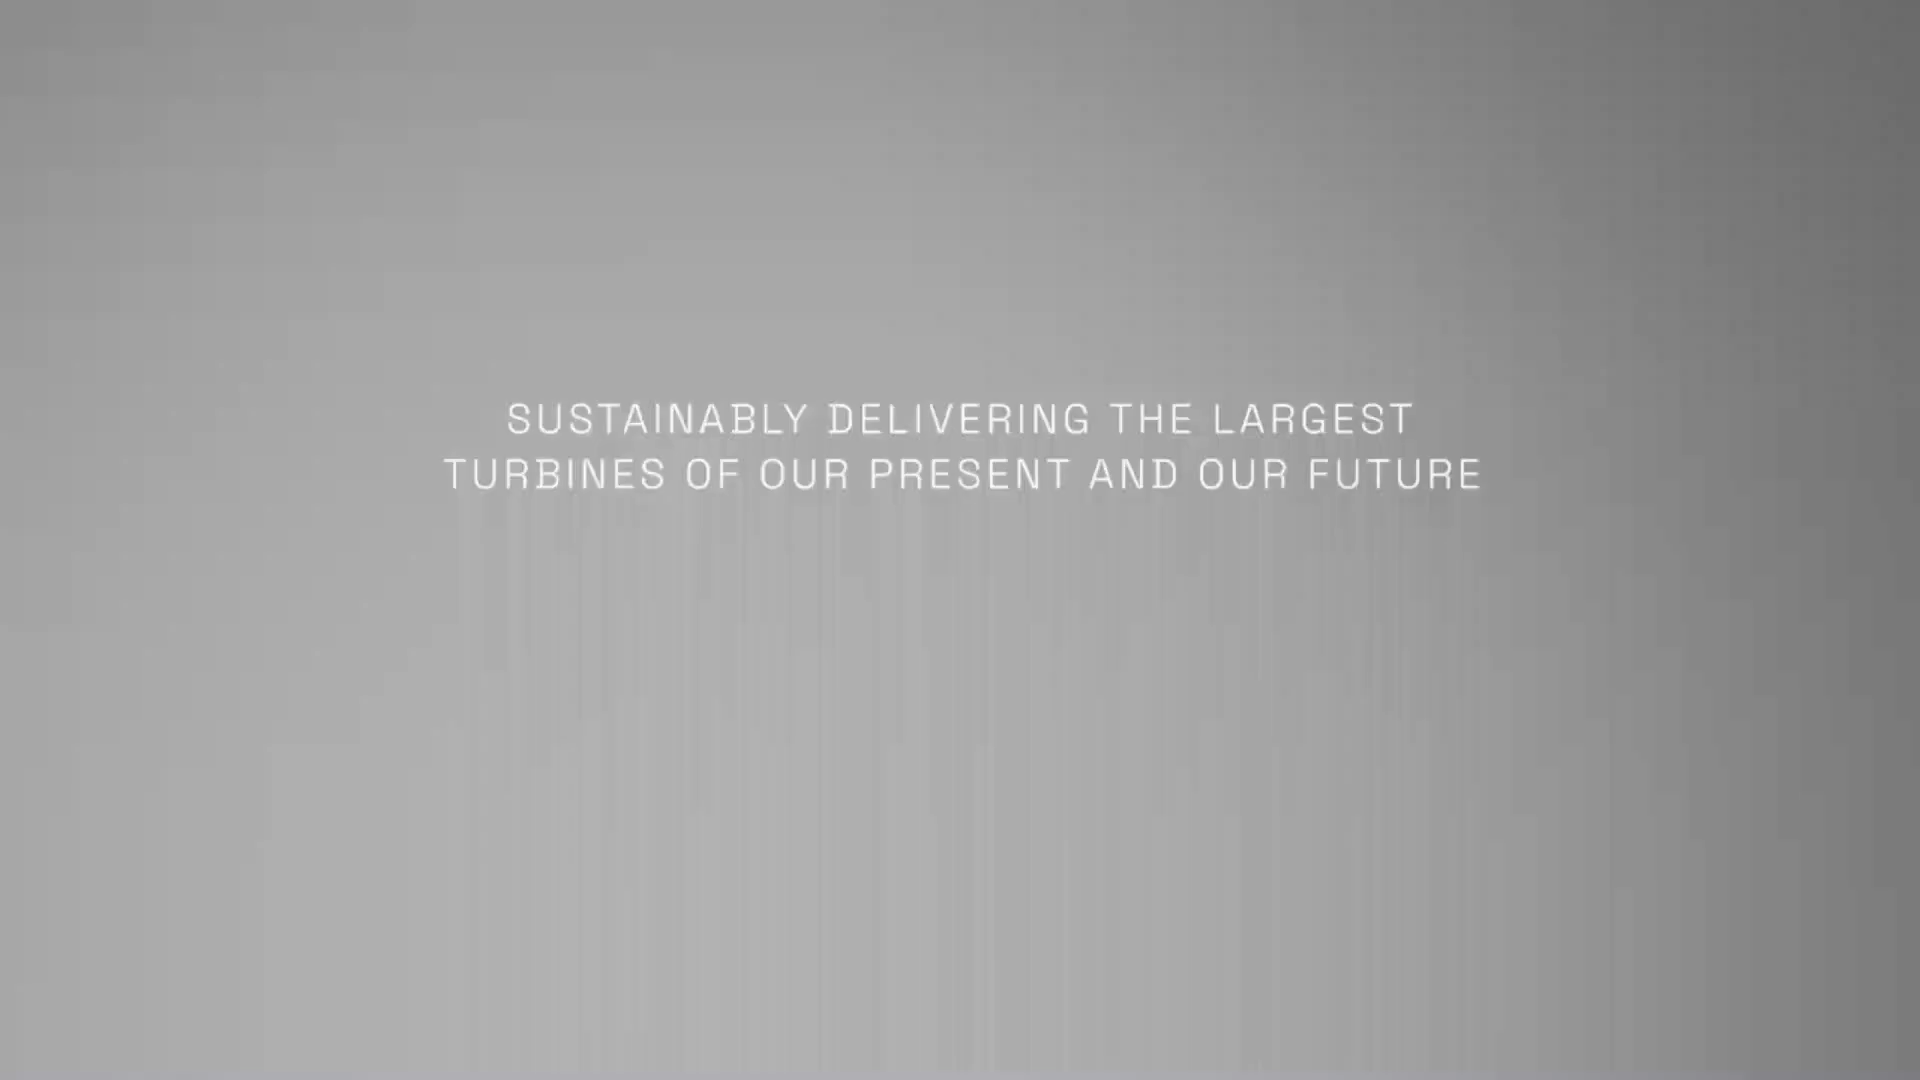 SUSTAINABLY DELIVERING THE LARGEST
TURBINES OF OUR PRESENT AND OUR FUTURE